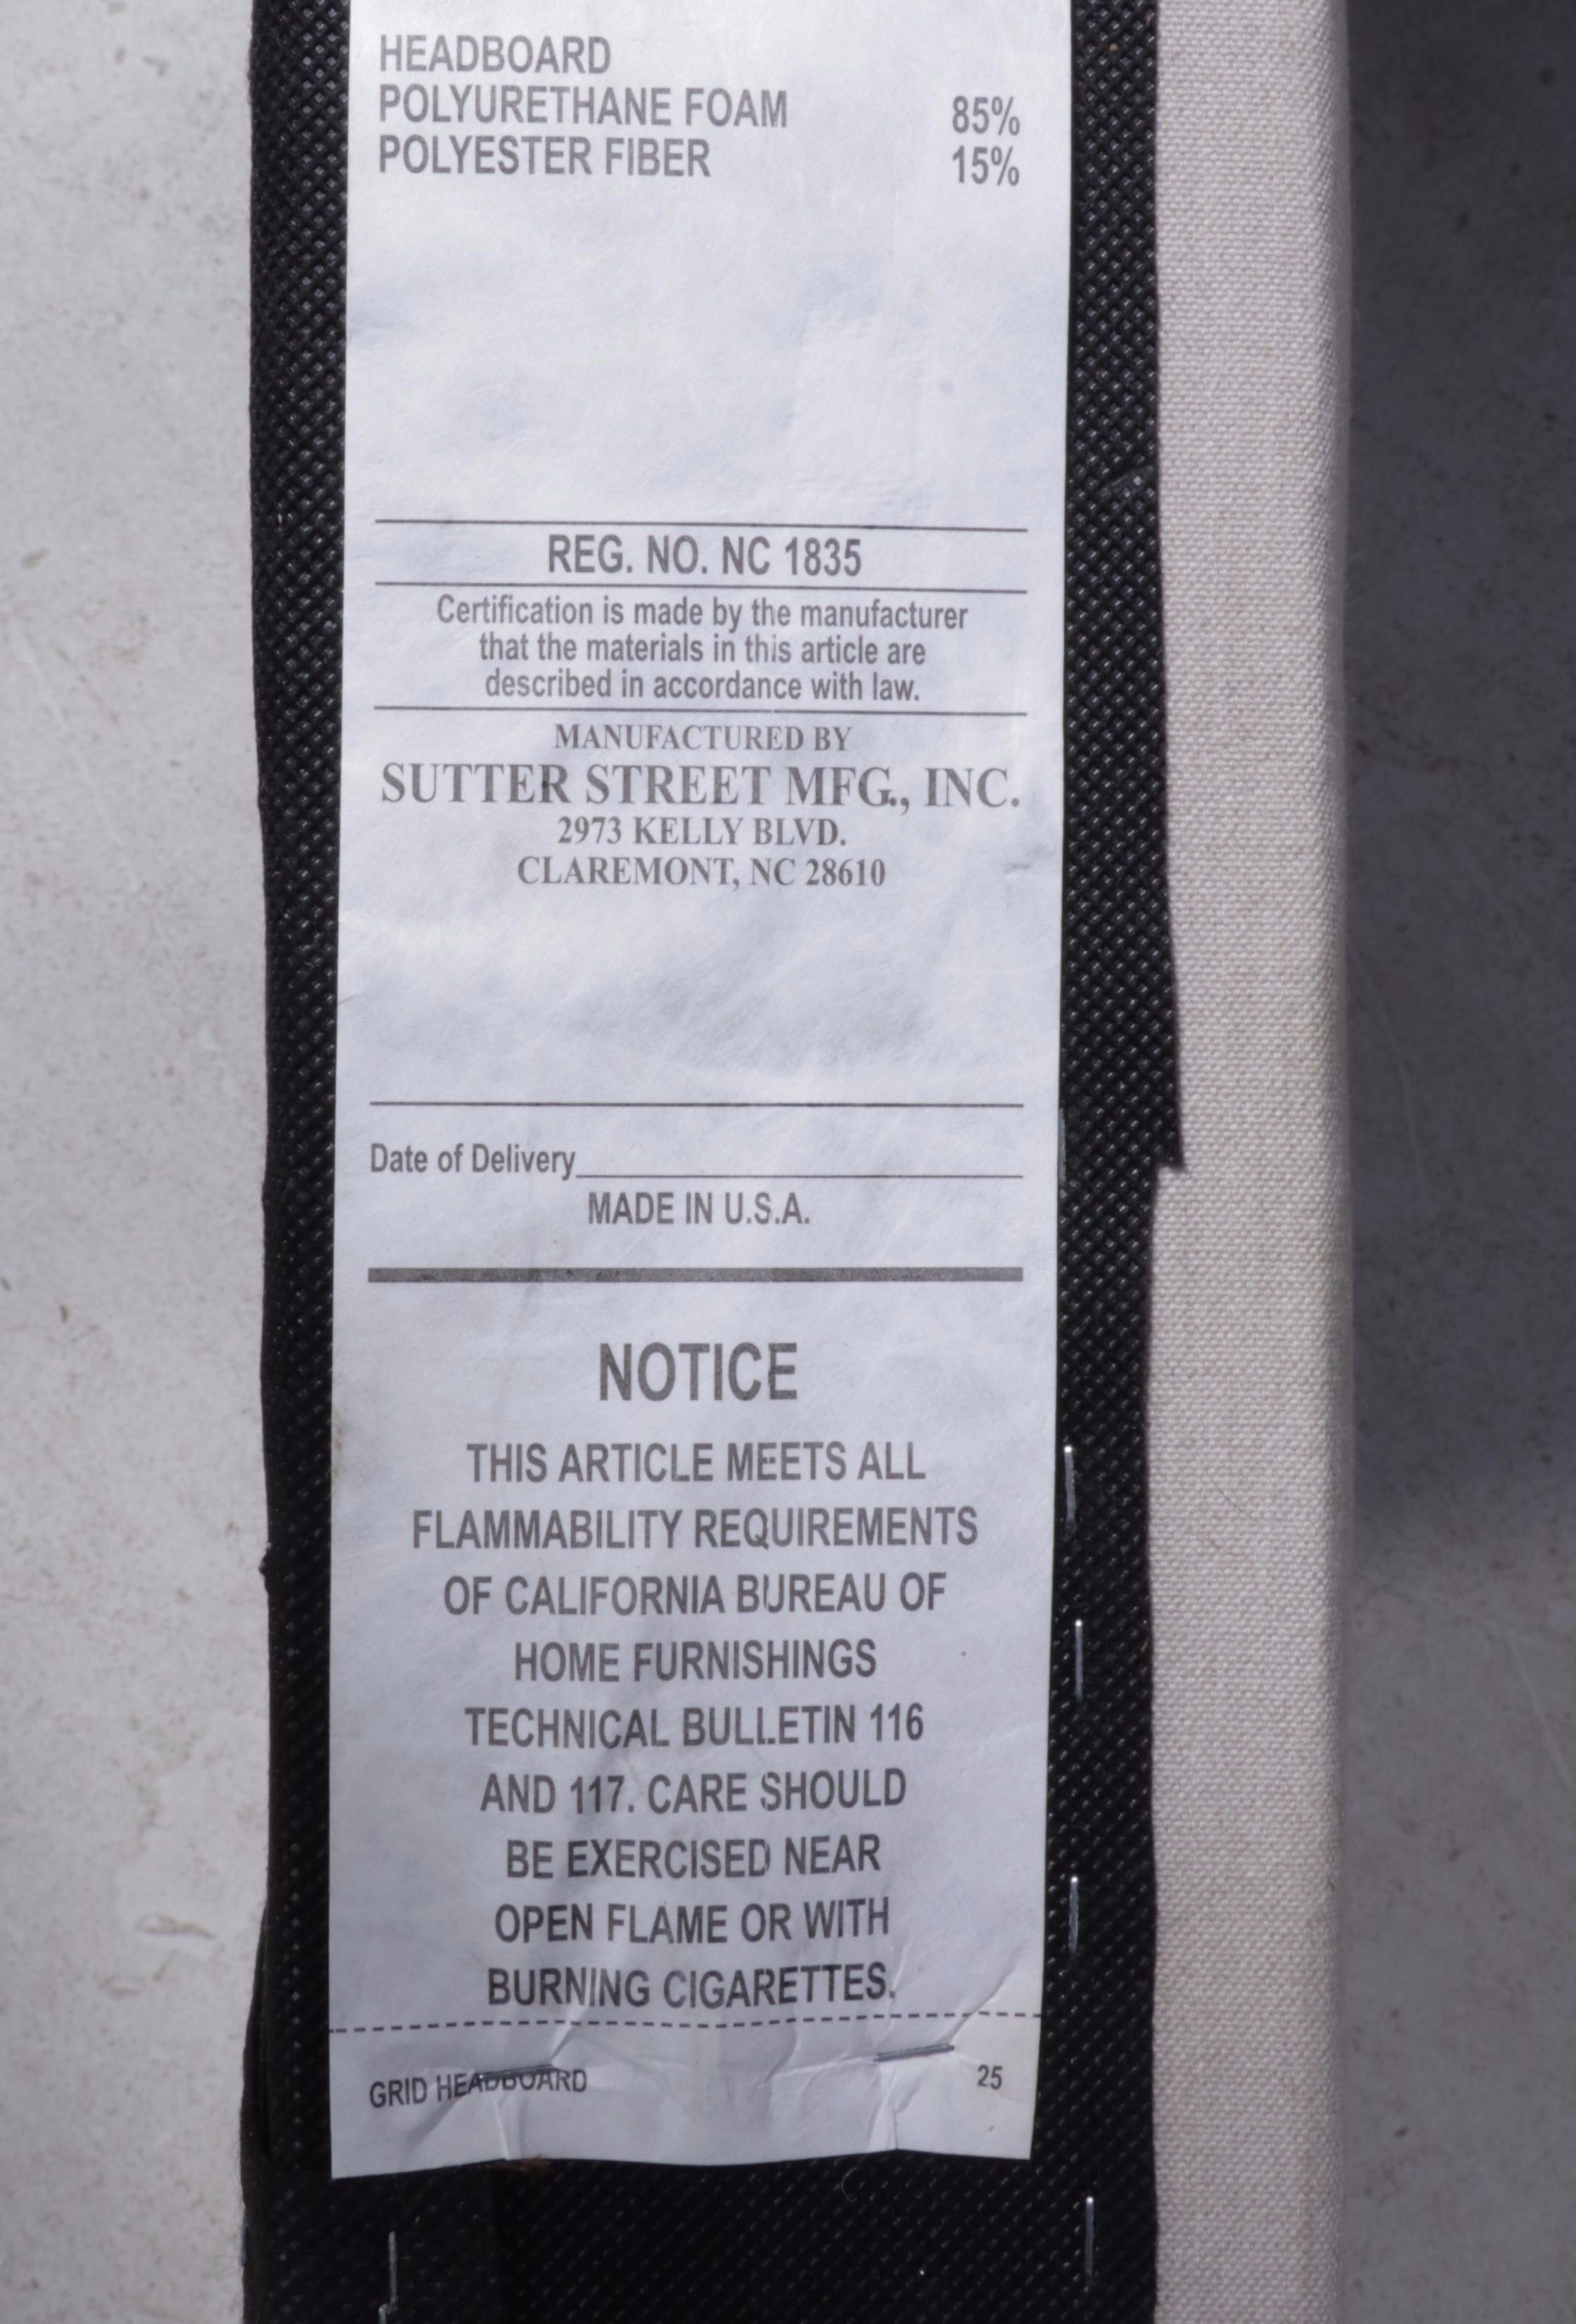 HEADBOARD
POLYURETHANE FOAM 85%
POLYESTER FIBER 15%
REG. NO. NC 1835
Certification is made by the manufacturer
that the materials in this article are
described in accordance with law.
MANUFACTURED BY
SUTTER STREET MFG., INC.
2973 KELLY BLVD.
CLAREMONT, NC 28610
Date of Delivery
MADE IN U.S.A.
NOTICE
THIS ARTICLE MEETS ALL
FLAMMABILITY REQUIREMENTS
OF CALIFORNIA BUREAU OF
HOME FURNISHINGS
TECHNICAL BULLETIN 116
AND 117. CARE SHOULD
BE EXERCISED NEAR
OPEN FLAME OR WITH
BURNING CIGARETTES.
GRID HEADBOARD 25